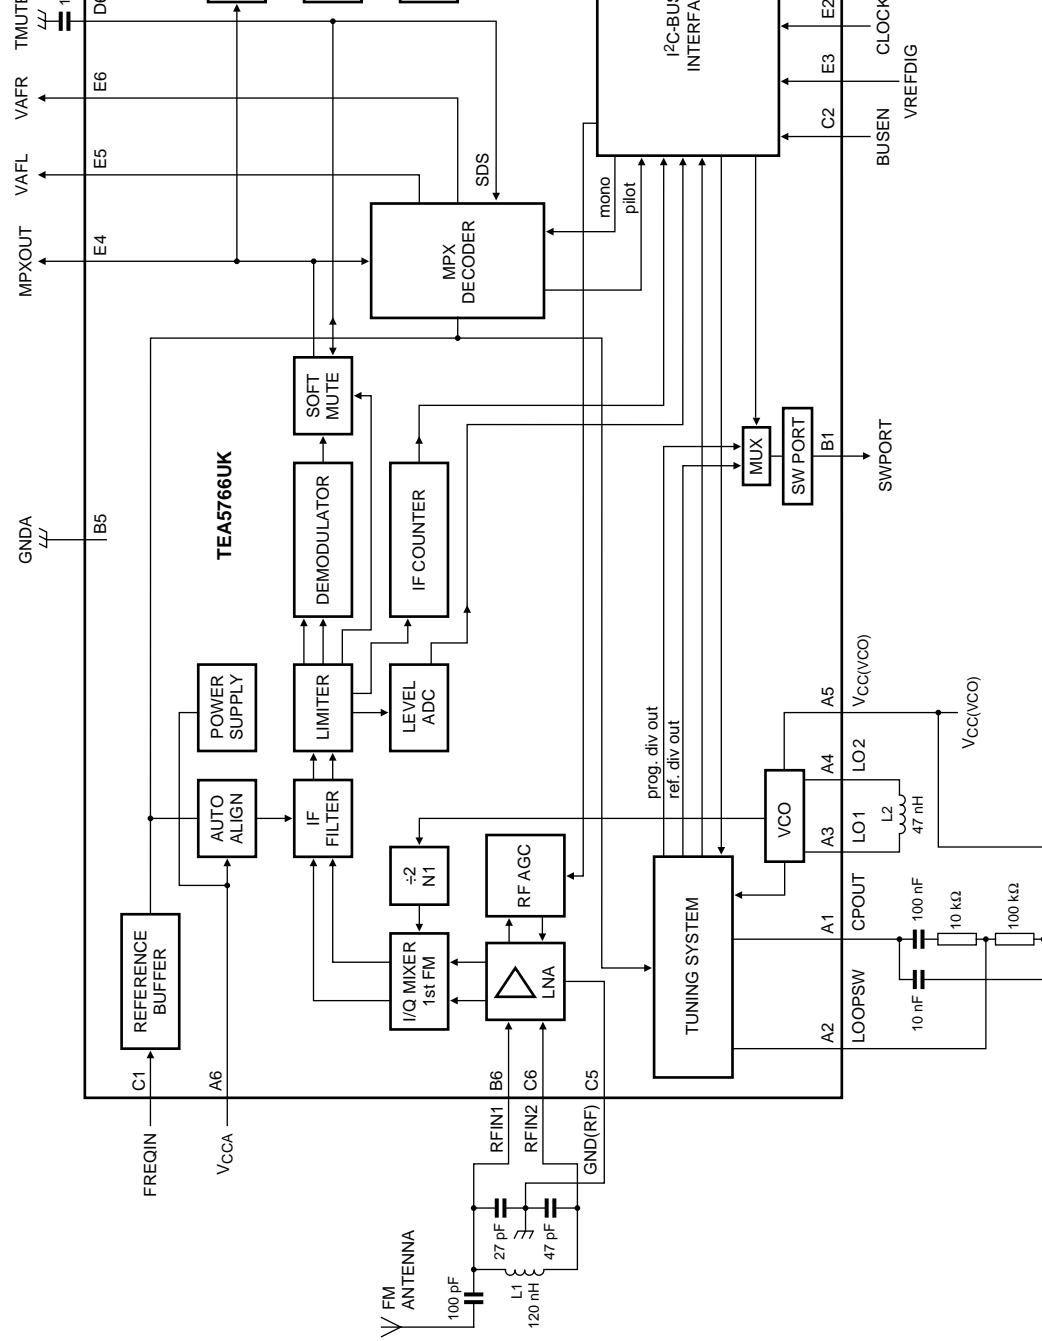 TMUTE
D6
1
VAFR
E6
VAFL
E5
MPXOUT
E4
GNDA
B5
TEA5766UK
SDS
MPX
DECODER
mono
pilot
I2C-BUS
INTERFA
E2
CLOCK
E3
VREFDIG
C2
BUSEN
SOFT
MUTE
DEMODULATOR
IF COUNTER
MUX
SW PORT
B1
SWPORT
POWER
SUPPLY
LIMITER
LEVEL
ADC
AUTO
ALIGN
IF
FILTER
÷2
N1
RF AGC
prog. div out
ref. div out
VCO
A5
VCC(VCO)
VCC(VCO)
A4
LO2
A3
LO1
L2
47 nH
REFERENCE
BUFFER
I/Q MIXER
1st FM
LNA
TUNING SYSTEM
A1
CPOUT
100 nF
10 kΩ
100 kΩ
A2
LOOPSW
10 nF
C1
FREQIN
A6
VCCA
B6
RFIN1
C6
RFIN2
C5
GND(RF)
27 pF
47 pF
L1
120 nH
100 pF
FM
ANTENNA